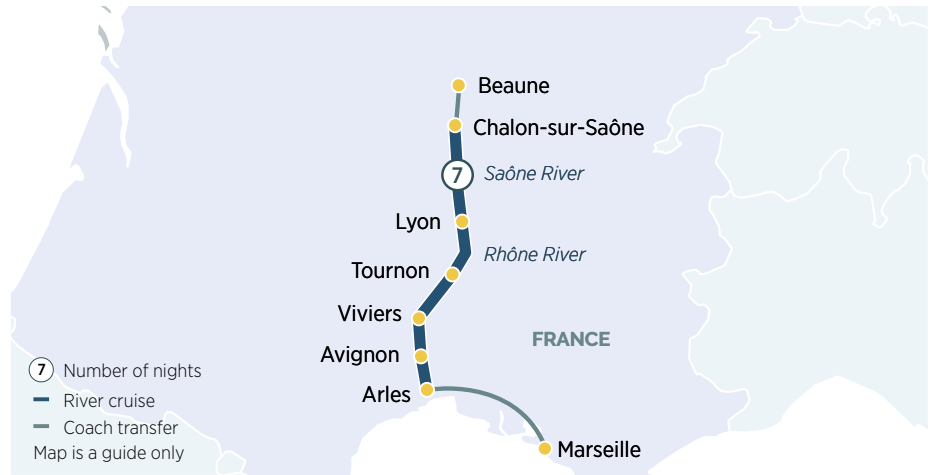 Beaune
Chalon-sur-Saône
7
Saône River
Lyon
Rhône River
Tournon
Viviers
FRANCE
Avignon
Arles
Marseille
7 Number of nights
River cruise
Coach transfer
Map is a guide only